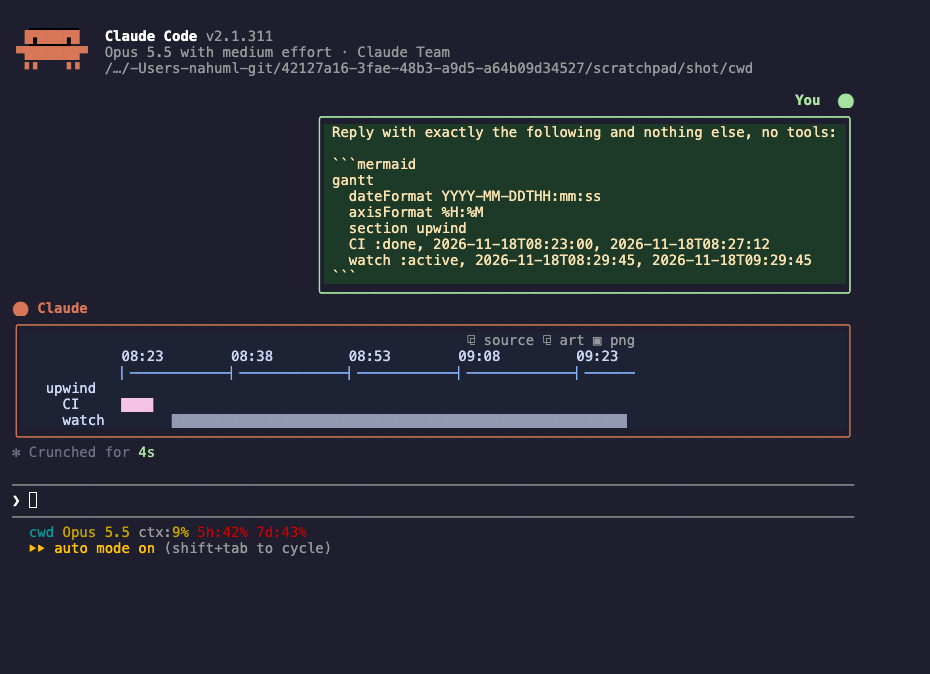 Claude Code v2.1.311
Opus 5.5 with medium effort · Claude Team
/…/-Users-nahuml-git/42127a16-3fae-48b3-a9d5-a64b09d34527/scratchpad/shot/cwd
You
Reply with exactly the following and nothing else, no tools:
```mermaid
gantt
dateFormat YYYY-MM-DDTHH:mm:ss
axisFormat %H:%M
section upwind
CI :done, 2026-11-18T08:23:00, 2026-11-18T08:27:12
watch :active, 2026-11-18T08:29:45, 2026-11-18T09:29:45
```
Claude
source art png
08:23 08:38 08:53 09:08 09:23
upwind
CI
watch
✻ Crunched for 4s
❯
cwd Opus 5.5 ctx:9% 5h:42% 7d:43%
⏵⏵ auto mode on (shift+tab to cycle)